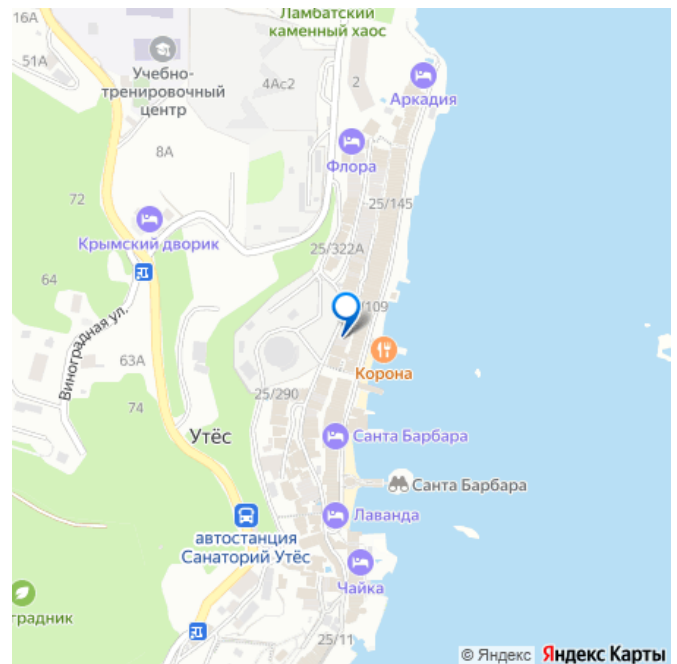 Ламбатский
каменный хаос
16А
51А
Учебно-
тренировочный
центр
4Ас2
2
Аркадия
8А
Флора
72
25/145
Крымский дворик
25/322А
64
/109
Виноградная ул.
63А
Корона
25/290
74
Утёс
Санта Барбара
Санта Барбара
Лаванда
автостанция
Санаторий Утёс
Чайка
градник
25/11
© Яндекс Яндекс Карты